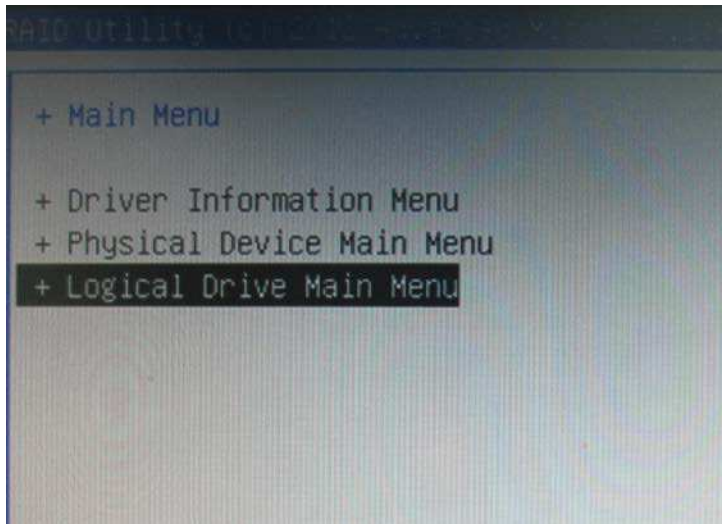 RAID Utility (c)
+ Main Menu
+ Driver Information Menu
+ Physical Device Main Menu
+ Logical Drive Main Menu